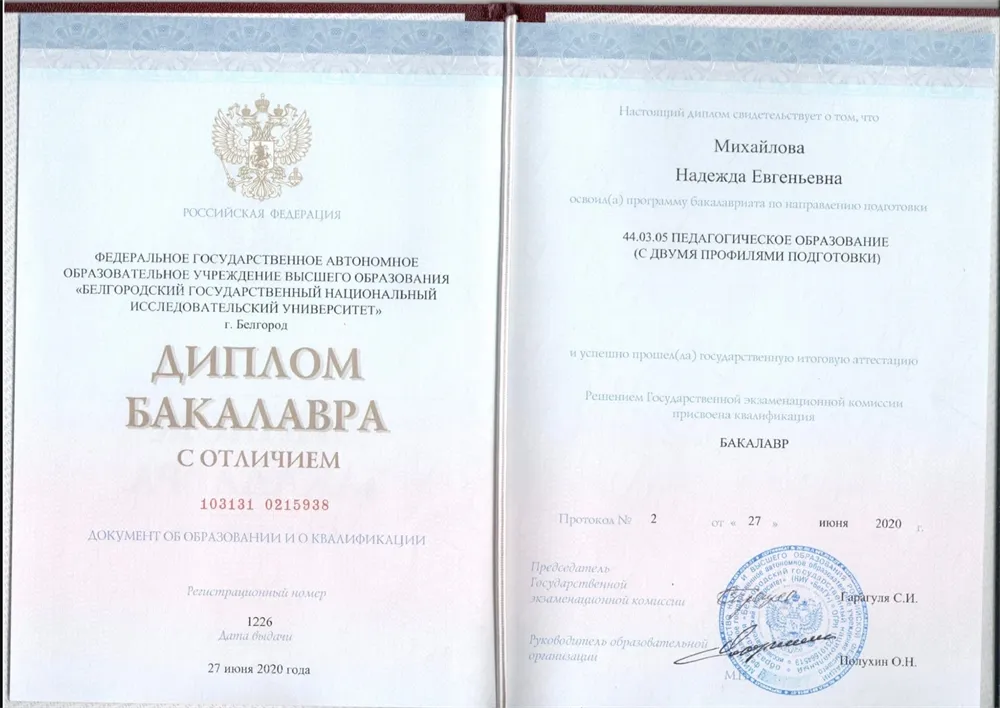 РОССИЙСКАЯ ФЕДЕРАЦИЯ
ФЕДЕРАЛЬНОЕ ГОСУДАРСТВЕННОЕ АВТОНОМНОЕ
ОБРАЗОВАТЕЛЬНОЕ УЧРЕЖДЕНИЕ ВЫСШЕГО ОБРАЗОВАНИЯ
«БЕЛГОРОДСКИЙ ГОСУДАРСТВЕННЫЙ НАЦИОНАЛЬНЫЙ
ИССЛЕДОВАТЕЛЬСКИЙ УНИВЕРСИТЕТ»
г. Белгород
ДИПЛОМ
БАКАЛАВРА
С ОТЛИЧИЕМ
103131 0215938
ДОКУМЕНТ ОБ ОБРАЗОВАНИИ И О КВАЛИФИКАЦИИ
Регистрационный номер
1226
Дата выдачи
27 июня 2020 года
Настоящий диплом свидетельствует о том, что
Михайлова
Надежда Евгеньевна
освоил(а) программу бакалавриата по направлению подготовки
44.03.05 ПЕДАГОГИЧЕСКОЕ ОБРАЗОВАНИЕ
(С ДВУМЯ ПРОФИЛЯМИ ПОДГОТОВКИ)
и успешно прошел(ла) государственную итоговую аттестацию
Решением Государственной экзаменационной комиссии
присвоена квалификация
БАКАЛАВР
Протокол № 2 от « 27 » июня 2020 г.
Председатель
Государственной
экзаменационной комиссии Гарагуля С.И.
Руководитель образовательной
организации Полухин О.Н.
М.П.